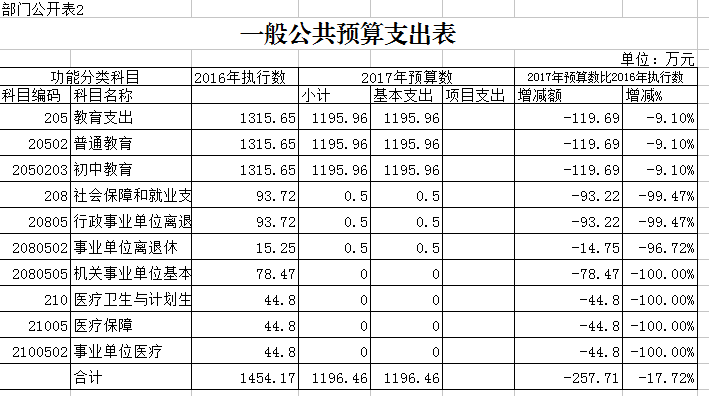 部门公开表2
一般公共预算支出表
单位：万元
功能分类科目 2016年执行数 2017年预算数 2017年预算数比2016年执行数
科目编码 科目名称 小计 基本支出 项目支出 增减额 增减%
205 教育支出 1315.65 1195.96 1195.96 -119.69 -9.10%
20502 普通教育 1315.65 1195.96 1195.96 -119.69 -9.10%
2050203 初中教育 1315.65 1195.96 1195.96 -119.69 -9.10%
208 社会保障和就业支 93.72 0.5 0.5 -93.22 -99.47%
20805 行政事业单位离退 93.72 0.5 0.5 -93.22 -99.47%
2080502 事业单位离退休 15.25 0.5 0.5 -14.75 -96.72%
2080505 机关事业单位基本 78.47 0 0 -78.47 -100.00%
210 医疗卫生与计划生 44.8 0 0 -44.8 -100.00%
21005 医疗保障 44.8 0 0 -44.8 -100.00%
2100502 事业单位医疗 44.8 0 0 -44.8 -100.00%
合计 1454.17 1196.46 1196.46 -257.71 -17.72%